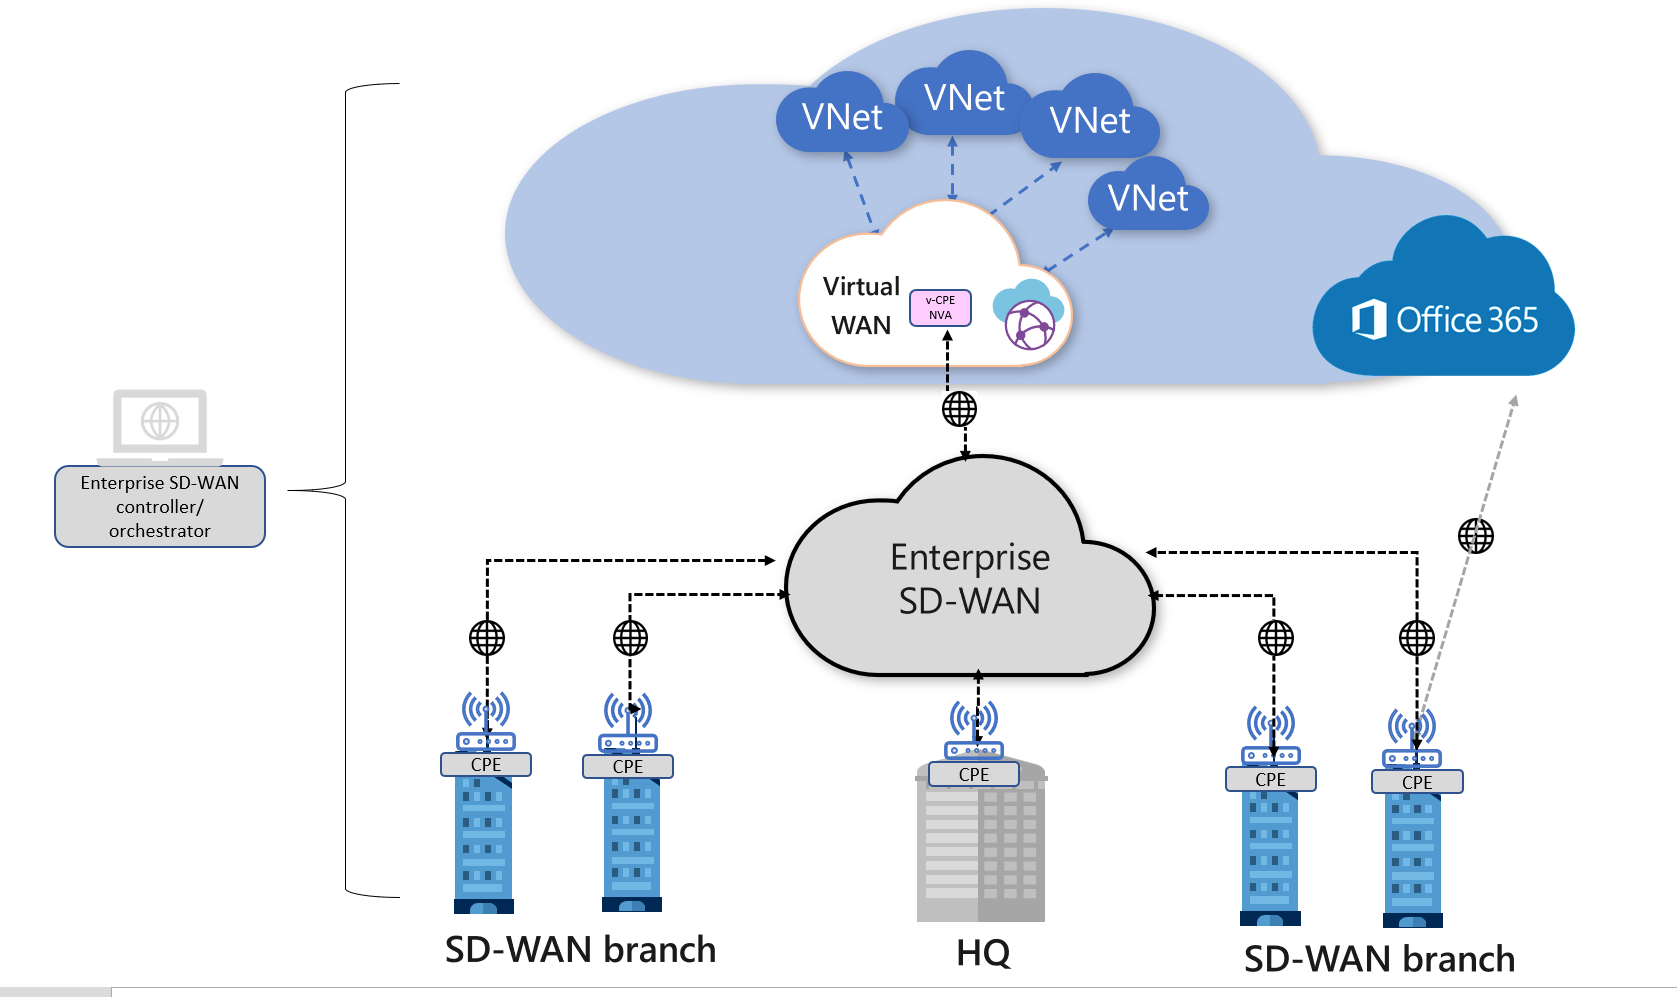 VNet
VNet
VNet
VNet
Virtual
WAN
v-CPE
NVA
Office 365
Enterprise SD-WAN
controller/
orchestrator
Enterprise
SD-WAN
CPE
CPE
CPE
CPE
CPE
SD-WAN branch
HQ
SD-WAN branch